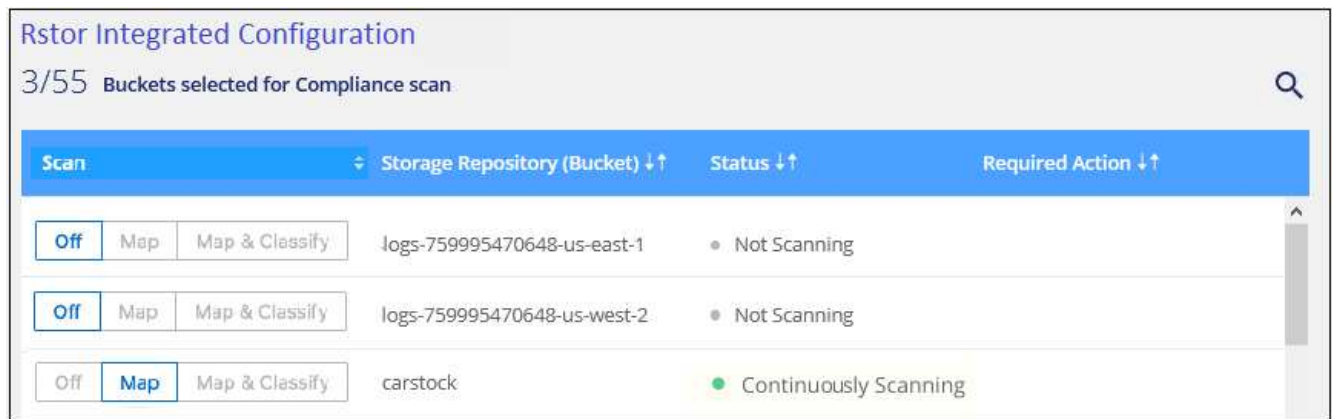 Rstor Integrated Configuration
3/55 Buckets selected for Compliance scan
Scan Storage Repository (Bucket) ↓↑ Status ↓↑ Required Action ↓↑
Off Map Map & Classify logs-759995470648-us-east-1 Not Scanning
Off Map Map & Classify logs-759995470648-us-west-2 Not Scanning
Off Map Map & Classify carstock Continuously Scanning